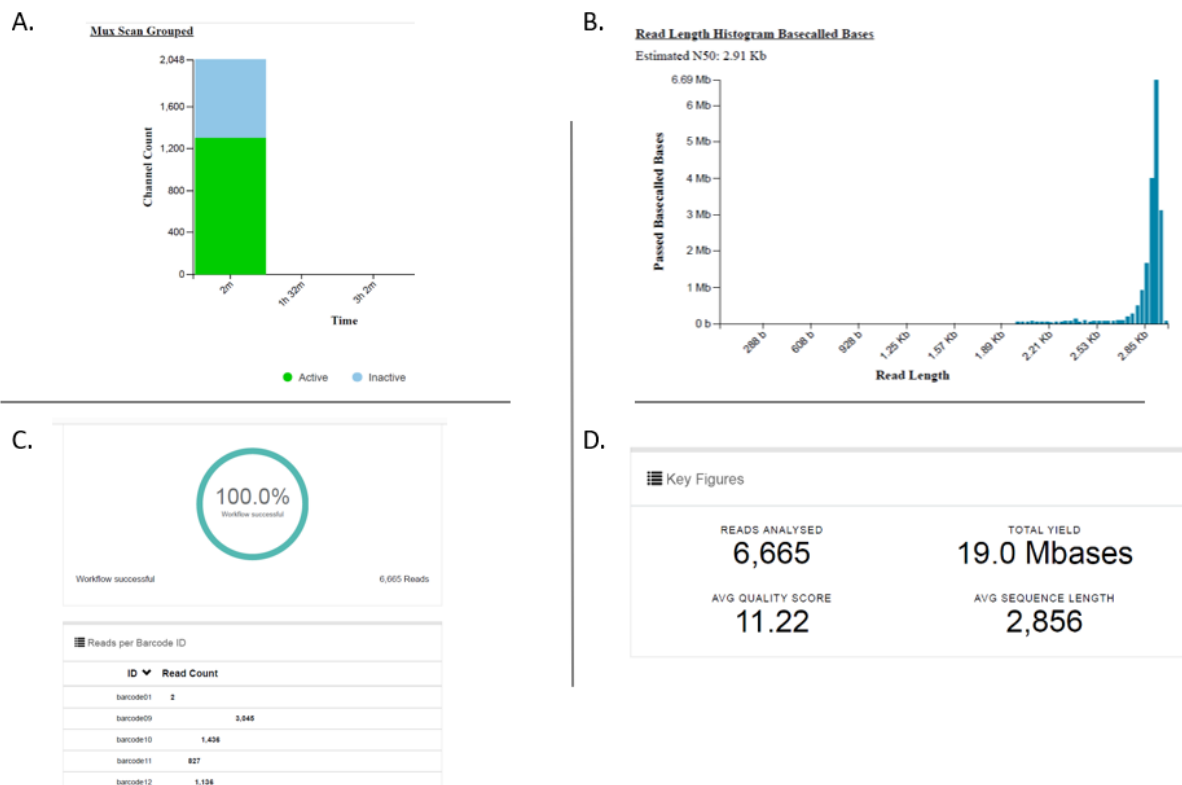 A.
Mux Scan Grouped
2,048
1,600
1,200
800
400
0
Channel Count
2m
1h 32m
3h 2m
Time
Active Inactive
B.
Read Length Histogram Basecalled Bases
Estimated N50: 2.91 Kb
6.69 Mb
6 Mb
5 Mb
4 Mb
3 Mb
2 Mb
1 Mb
0 b
Passed Basecalled Bases
288 b
608 b
928 b
1.25 Kb
1.57 Kb
1.89 Kb
2.21 Kb
2.53 Kb
2.85 Kb
Read Length
C.
100.0%
Workflow successful
Workflow successful 6,665 Reads
Reads per Barcode ID
ID Read Count
barcode01 2
barcode09 3,045
barcode10 1,436
barcode11 827
barcode12 1,136
D.
Key Figures
READS ANALYSED TOTAL YIELD
6,665 19.0 Mbases
AVG QUALITY SCORE AVG SEQUENCE LENGTH
11.22 2,856